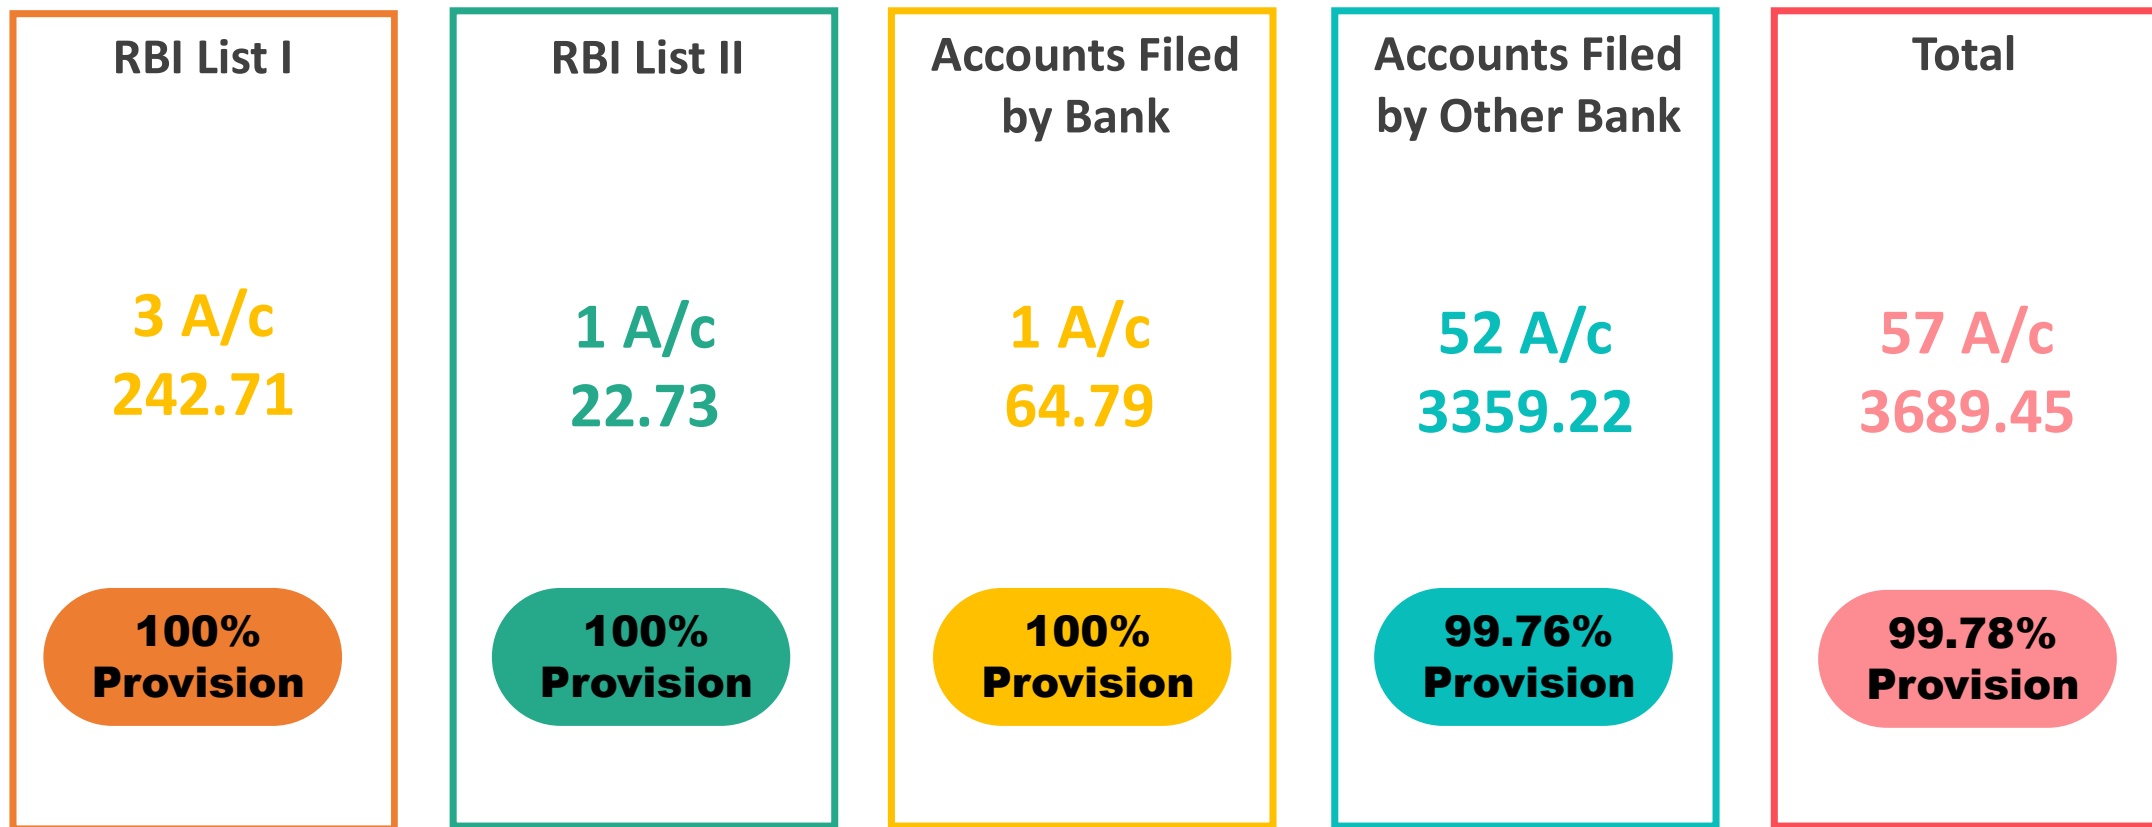 RBI List I
3 A/c
242.71
100%
Provision
RBI List II
1 A/c
22.73
100%
Provision
Accounts Filed
by Bank
1 A/c
64.79
100%
Provision
Accounts Filed
by Other Bank
52 A/c
3359.22
99.76%
Provision
Total
57 A/c
3689.45
99.78%
Provision